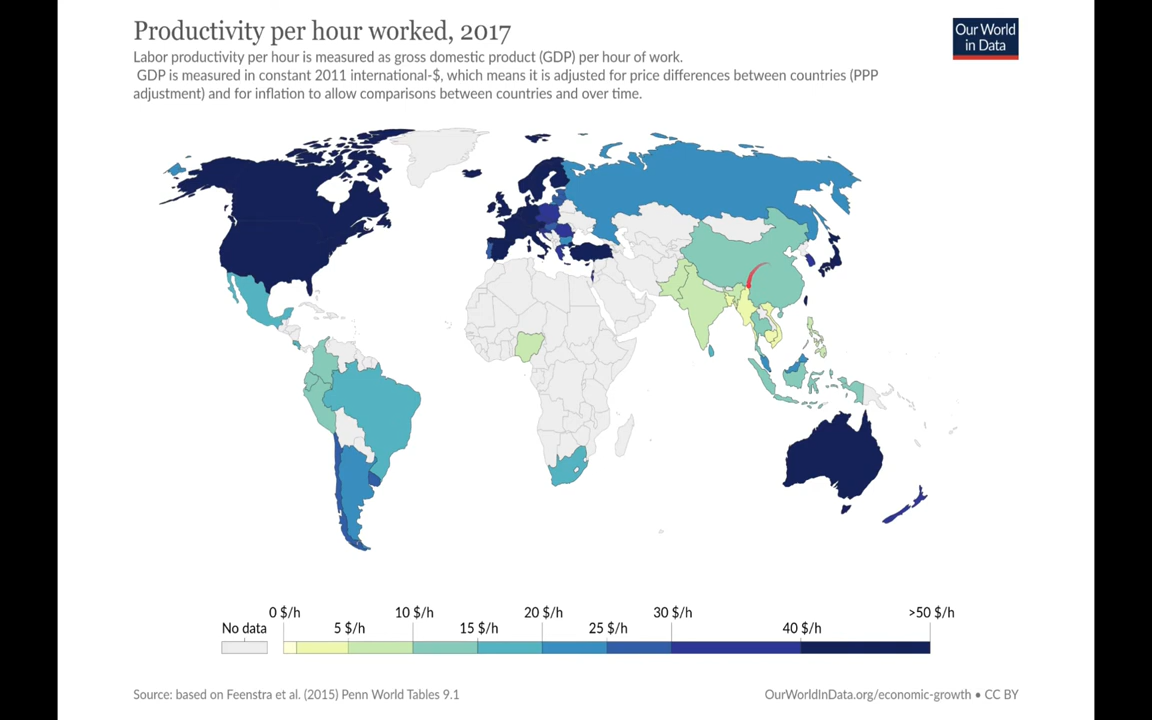 Productivity per hour worked, 2017
Our World
in Data
Labor productivity per hour is measured as gross domestic product (GDP) per hour of work.
GDP is measured in constant 2011 international-$, which means it is adjusted for price differences between countries (PPP
adjustment) and for inflation to allow comparisons between countries and over time.
0 $/h 10 $/h 20 $/h 30 $/h >50 $/h
No data 5 $/h 15 $/h 25 $/h 40 $/h
Source: based on Feenstra et al. (2015) Penn World Tables 9.1
OurWorldInData.org/economic-growth • CC BY